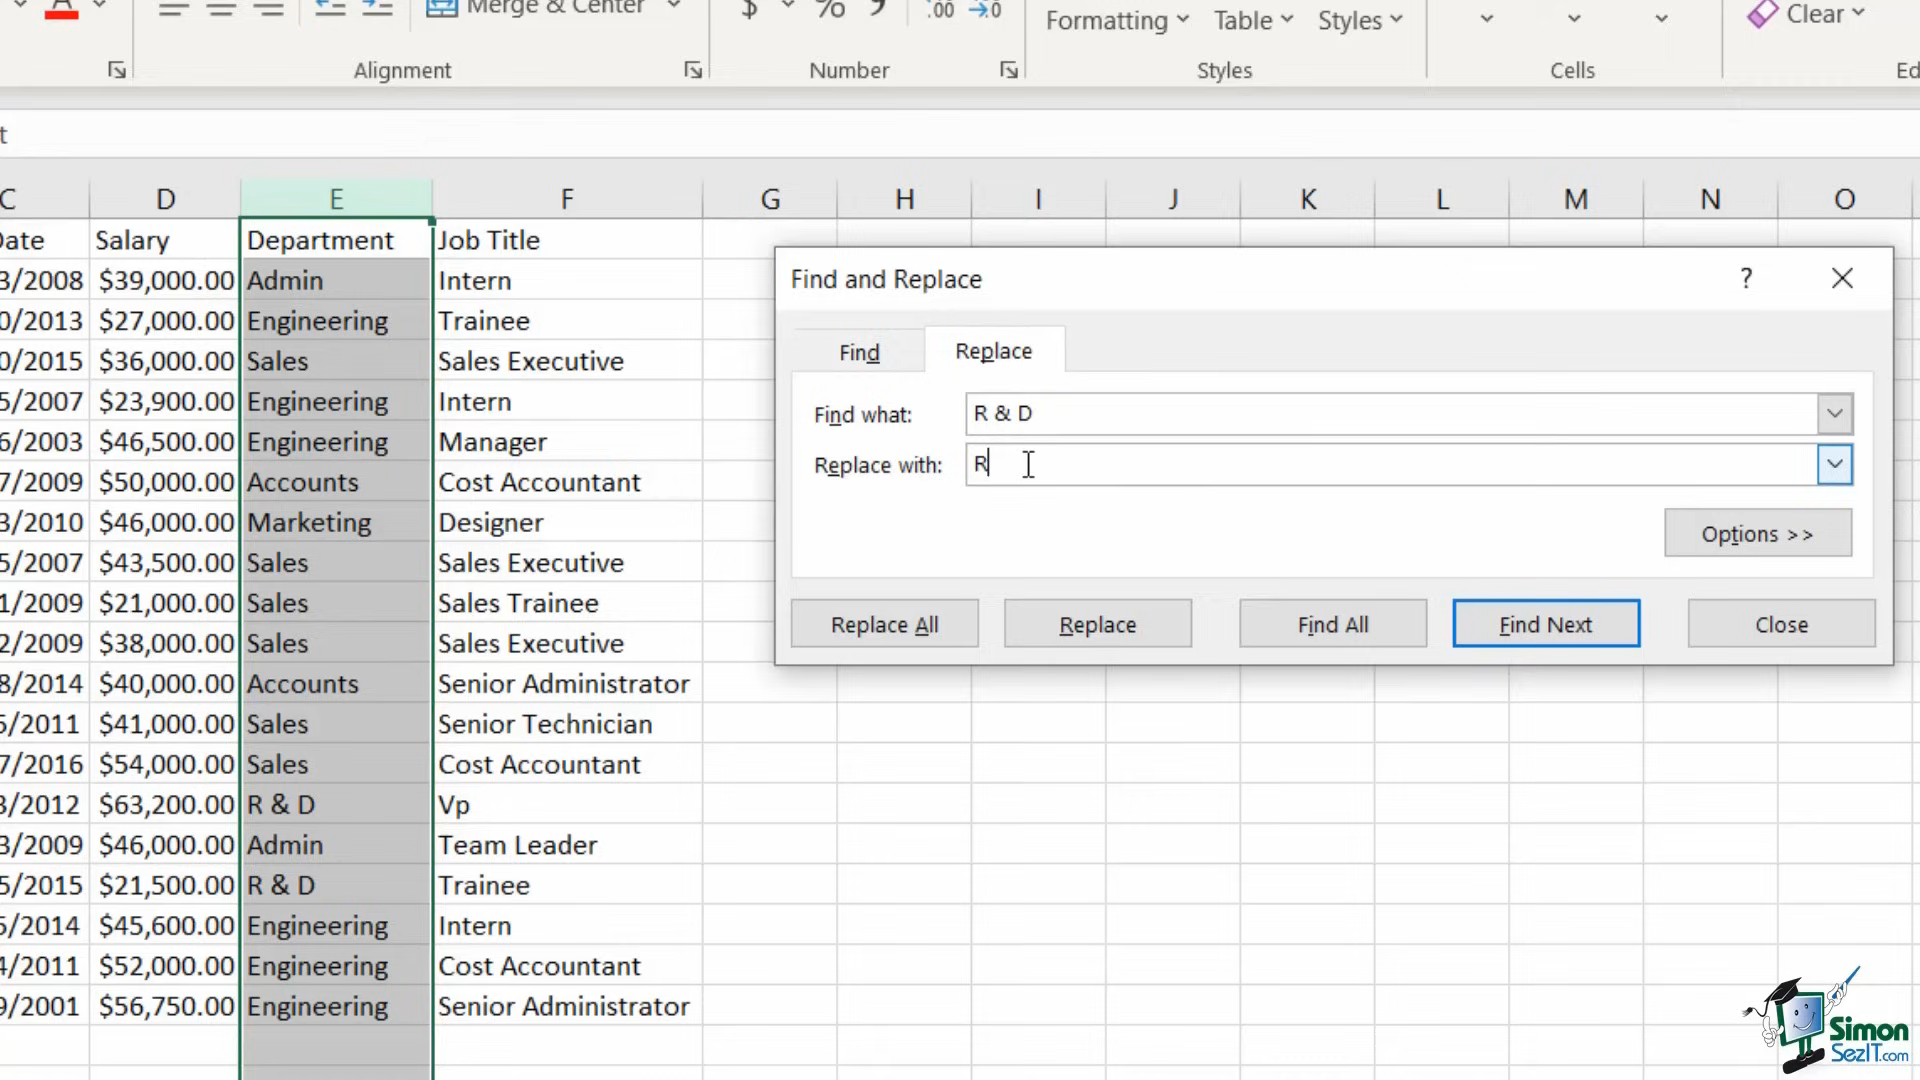 A Merge & Center $ % 9 .00 →.0 Formatting Table Styles Clear
Alignment Number Styles Cells Ed
t
C D E F G H I J K L M N O
Date Salary Department Job Title
3/2008 $39,000.00 Admin Intern
0/2013 $27,000.00 Engineering Trainee
0/2015 $36,000.00 Sales Sales Executive
5/2007 $23,900.00 Engineering Intern
6/2003 $46,500.00 Engineering Manager
7/2009 $50,000.00 Accounts Cost Accountant
3/2010 $46,000.00 Marketing Designer
5/2007 $43,500.00 Sales Sales Executive
1/2009 $21,000.00 Sales Sales Trainee
2/2009 $38,000.00 Sales Sales Executive
8/2014 $40,000.00 Accounts Senior Administrator
5/2011 $41,000.00 Sales Senior Technician
7/2016 $54,000.00 Sales Cost Accountant
3/2012 $63,200.00 R & D Vp
3/2009 $46,000.00 Admin Team Leader
5/2015 $21,500.00 R & D Trainee
5/2014 $45,600.00 Engineering Intern
4/2011 $52,000.00 Engineering Cost Accountant
9/2001 $56,750.00 Engineering Senior Administrator
Find and Replace ?
Find Replace
Find what: R & D
Replace with: R
Options >>
Replace All Replace Find All Find Next Close
Simon
SezIT.com